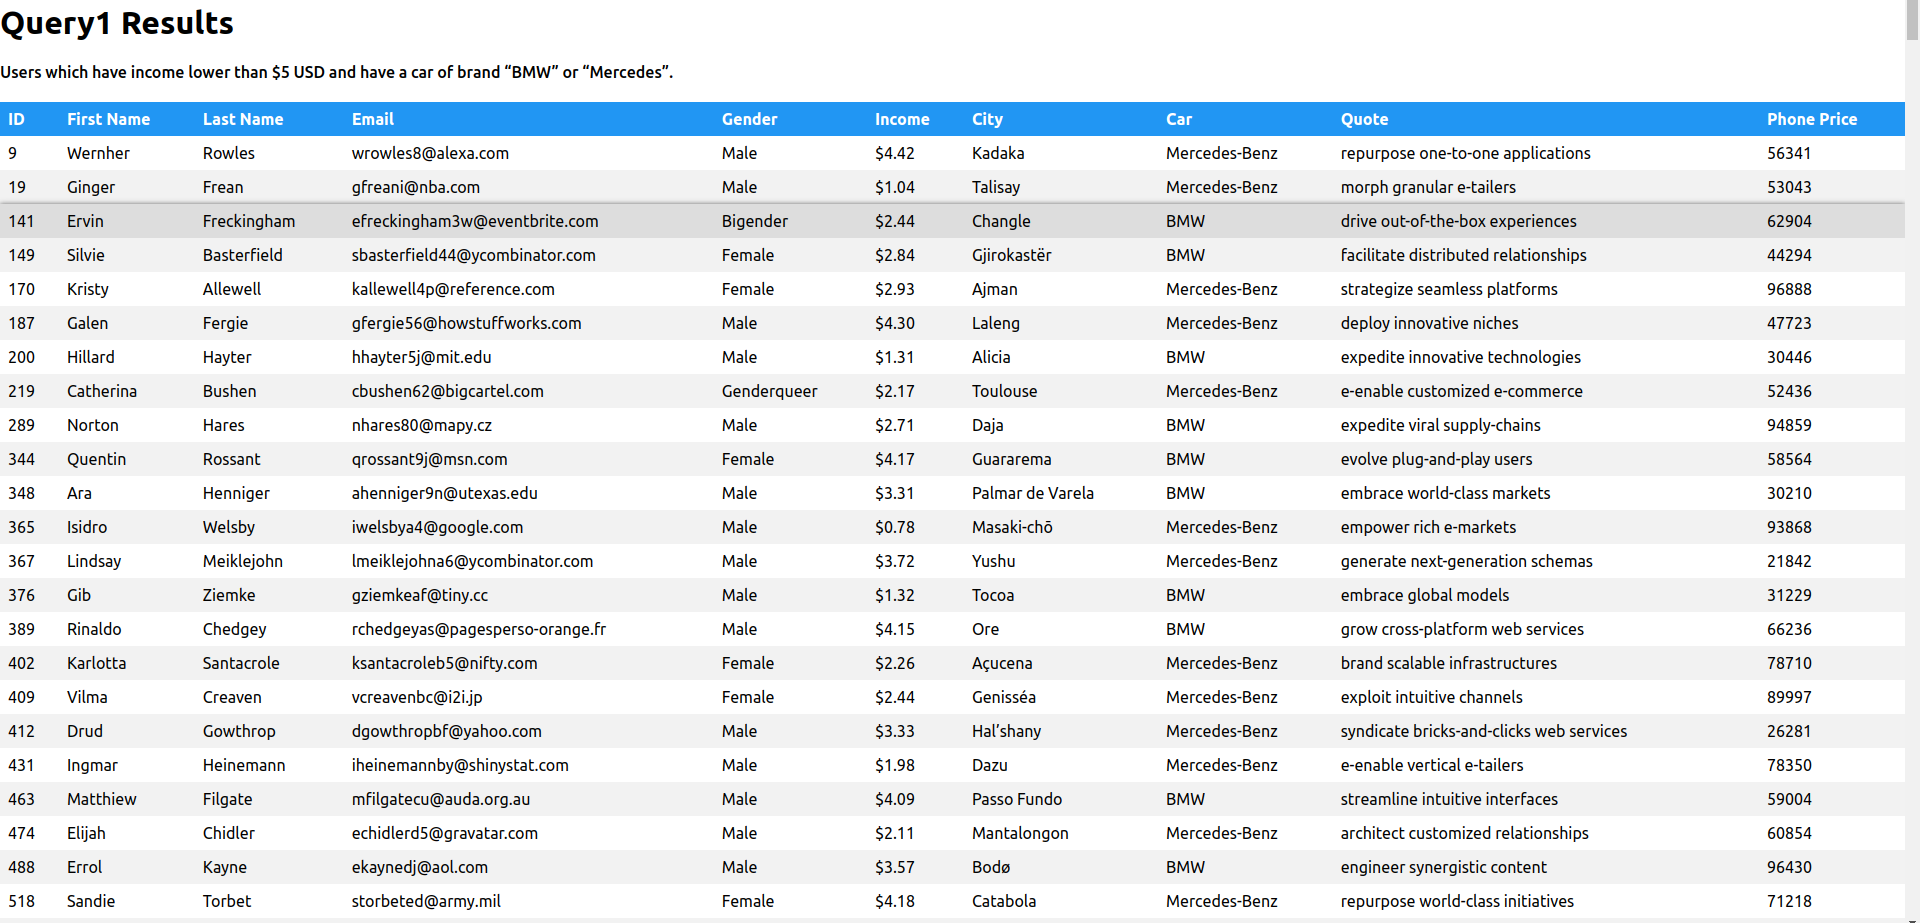 Query1 Results
Users which have income lower than $5 USD and have a car of brand “BMW” or “Mercedes”.
ID First Name Last Name Email Gender Income City Car Quote Phone Price
9 Wernher Rowles wrowles8@alexa.com Male $4.42 Kadaka Mercedes-Benz repurpose one-to-one applications 56341
19 Ginger Frean gfreani@nba.com Male $1.04 Talisay Mercedes-Benz morph granular e-tailers 53043
141 Ervin Freckingham efreckingham3w@eventbrite.com Bigender $2.44 Changle BMW drive out-of-the-box experiences 62904
149 Silvie Basterfield sbasterfield44@ycombinator.com Female $2.84 Gjirokastër BMW facilitate distributed relationships 44294
170 Kristy Allewell kallewell4p@reference.com Female $2.93 Ajman Mercedes-Benz strategize seamless platforms 96888
187 Galen Fergie gfergie56@howstuffworks.com Male $4.30 Laleng Mercedes-Benz deploy innovative niches 47723
200 Hillard Hayter hhayter5j@mit.edu Male $1.31 Alicia BMW expedite innovative technologies 30446
219 Catherina Bushen cbushen62@bigcartel.com Genderqueer $2.17 Toulouse Mercedes-Benz e-enable customized e-commerce 52436
289 Norton Hares nhares80@mapy.cz Male $2.71 Daja BMW expedite viral supply-chains 94859
344 Quentin Rossant qrossant9j@msn.com Female $4.17 Guararema BMW evolve plug-and-play users 58564
348 Ara Henniger ahenniger9n@utexas.edu Male $3.31 Palmar de Varela BMW embrace world-class markets 30210
365 Isidro Welsby iwelsbya4@google.com Male $0.78 Masaki-chō Mercedes-Benz empower rich e-markets 93868
367 Lindsay Meiklejohn lmeiklejohna6@ycombinator.com Male $3.72 Yushu Mercedes-Benz generate next-generation schemas 21842
376 Gib Ziemke gziemkeaf@tiny.cc Male $1.32 Tocoa BMW embrace global models 31229
389 Rinaldo Chedgey rchedgeyas@pagesperso-orange.fr Male $4.15 Ore BMW grow cross-platform web services 66236
402 Karlotta Santacrole ksantacroleb5@nifty.com Female $2.26 Açucena Mercedes-Benz brand scalable infrastructures 78710
409 Vilma Creaven vcreavenbc@i2i.jp Female $2.44 Genisséa Mercedes-Benz exploit intuitive channels 89997
412 Drud Gowthrop dgowthropbf@yahoo.com Male $3.33 Hal’shany Mercedes-Benz syndicate bricks-and-clicks web services 26281
431 Ingmar Heinemann iheinemannby@shinystat.com Male $1.98 Dazu Mercedes-Benz e-enable vertical e-tailers 78350
463 Matthiew Filgate mfilgatecu@auda.org.au Male $4.09 Passo Fundo BMW streamline intuitive interfaces 59004
474 Elijah Chidler echidlerd5@gravatar.com Male $2.11 Mantalongon Mercedes-Benz architect customized relationships 60854
488 Errol Kayne ekaynedj@aol.com Male $3.57 Bodø BMW engineer synergistic content 96430
518 Sandie Torbet storbeted@army.mil Female $4.18 Catabola Mercedes-Benz repurpose world-class initiatives 71218